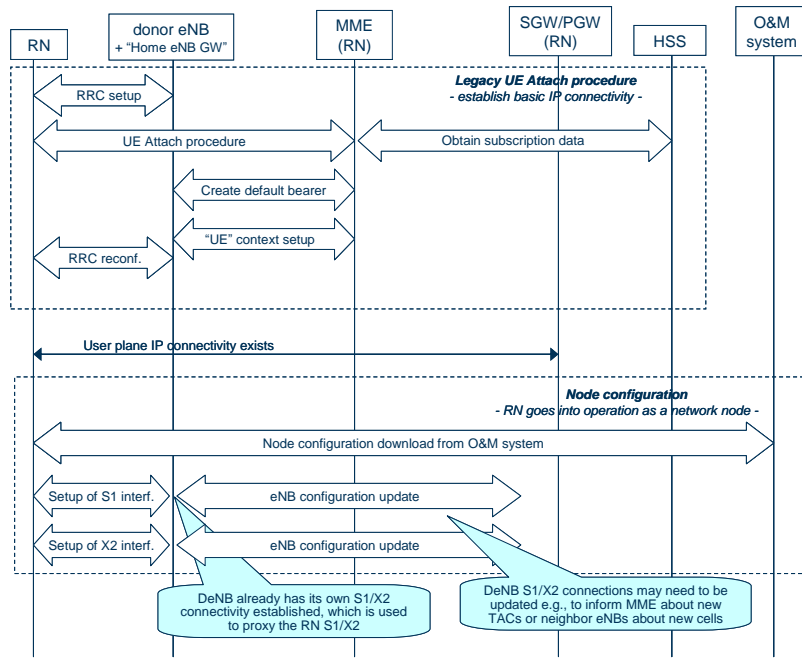 RN
donor eNB
+ “Home eNB GW”
MME
(RN)
SGW/PGW
(RN)
HSS
O&M
system
Legacy UE Attach procedure
- establish basic IP connectivity -
RRC setup
UE Attach procedure
Obtain subscription data
Create default bearer
“UE” context setup
RRC reconf.
User plane IP connectivity exists
Node configuration
- RN goes into operation as a network node -
Node configuration download from O&M system
Setup of S1 interf.
eNB configuration update
Setup of X2 interf.
eNB configuration update
DeNB already has its own S1/X2
connectivity established, which is used
to proxy the RN S1/X2
DeNB S1/X2 connections may need to be
updated e.g., to inform MME about new
TACs or neighbor eNBs about new cells